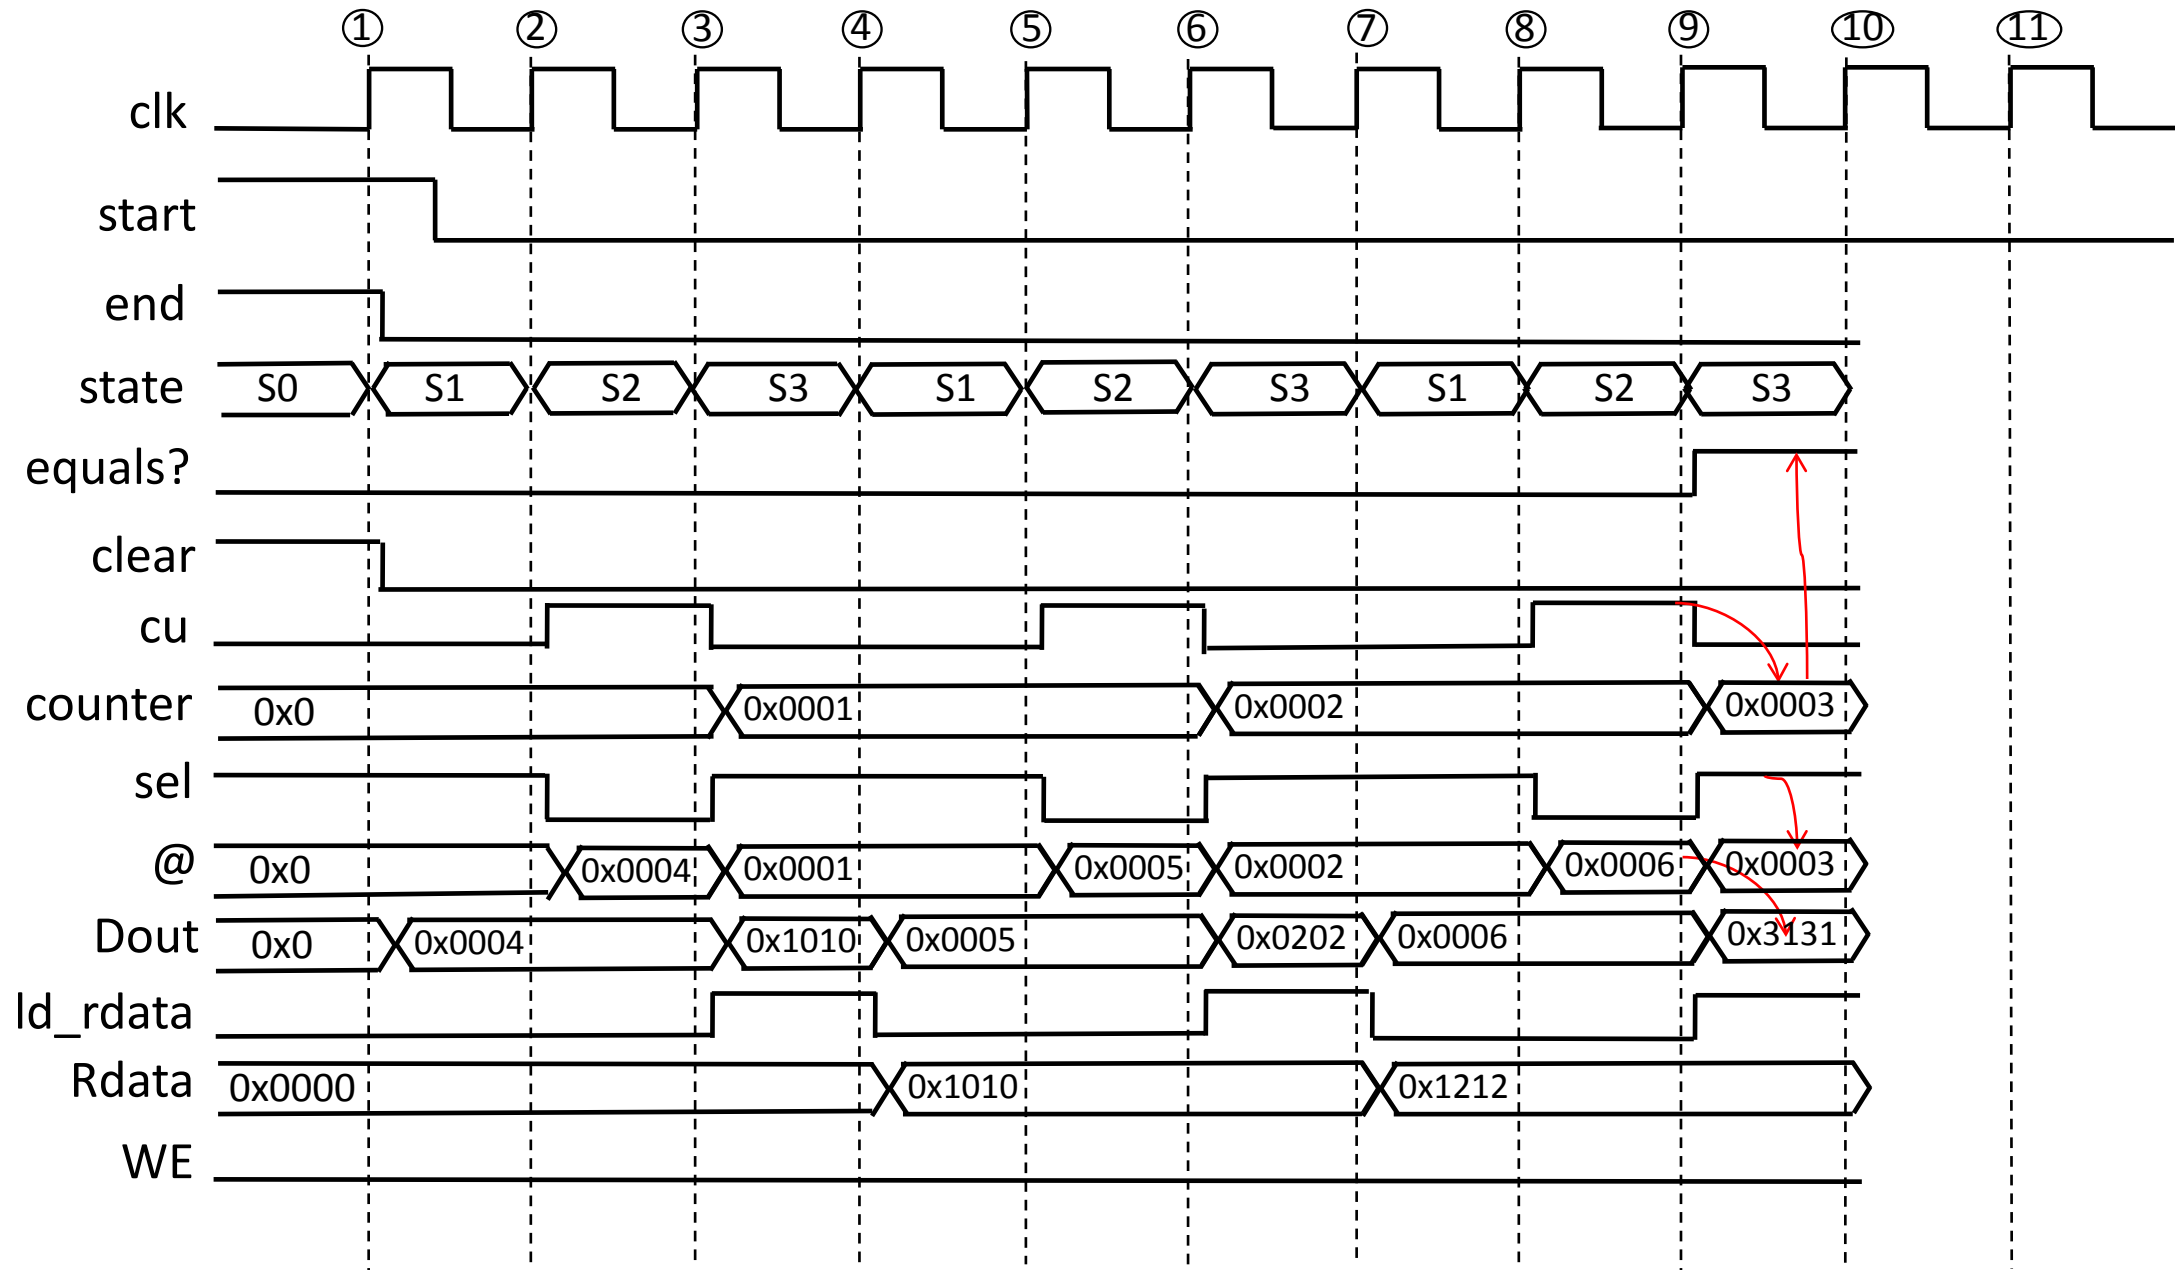 ① ② ③ ④ ⑤ ⑥ ⑦ ⑧ ⑨ ⑩ ⑪
clk
start
end
state S0 S1 S2 S3 S1 S2 S3 S1 S2 S3
equals?
clear
cu
counter 0x0 0x0001 0x0002 0x0003
sel
@ 0x0 0x0004 0x0001 0x0005 0x0002 0x0006 0x0003
Dout 0x0 0x0004 0x1010 0x0005 0x0202 0x0006 0x3131
ld_rdata
Rdata 0x0000 0x1010 0x1212
WE